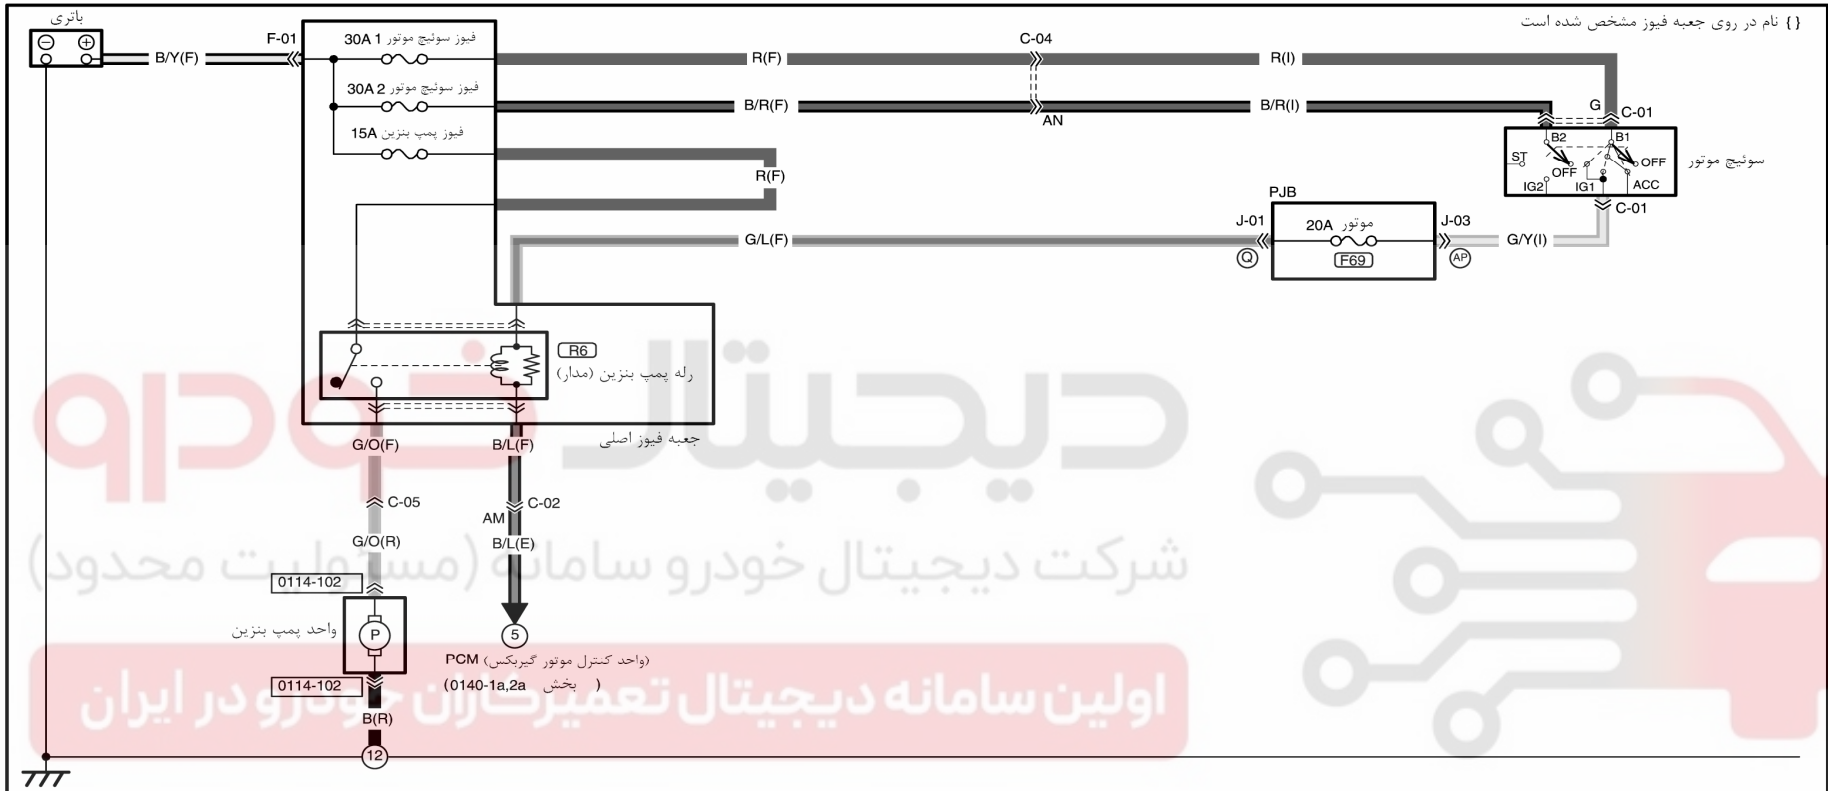 { } نام در روی جعبه فیوز مشخص شده است
باتری
F-01
B/Y(F)
30A 1 فیوز سوئیچ موتور
30A 2 فیوز سوئیچ موتور
15A فیوز پمپ بنزین
R(F)
C-04
R(I)
B/R(F)
AN
B/R(I)
G
C-01
B2
B1
ST
OFF
OFF
IG2
IG1
ACC
سوئیچ موتور
C-01
R(F)
PJB
J-01
20A موتور
J-03
G/L(F)
G/Y(I)
Q
F69
AP
R6
رله پمپ بنزین (مدار)
جعبه فیوز اصلی
G/O(F)
B/L(F)
C-05
C-02
AM
G/O(R)
B/L(E)
0114-102
واحد پمپ بنزین
P
5
PCM (واحد کنترل موتور گیربکس)
(0140-1a,2a بخش )
0114-102
B(R)
12
دیجیتال خودرو
شرکت دیجیتال خودرو سامانه (مسئولیت محدود)
اولین سامانه دیجیتال تعمیرکاران خودرو در ایران